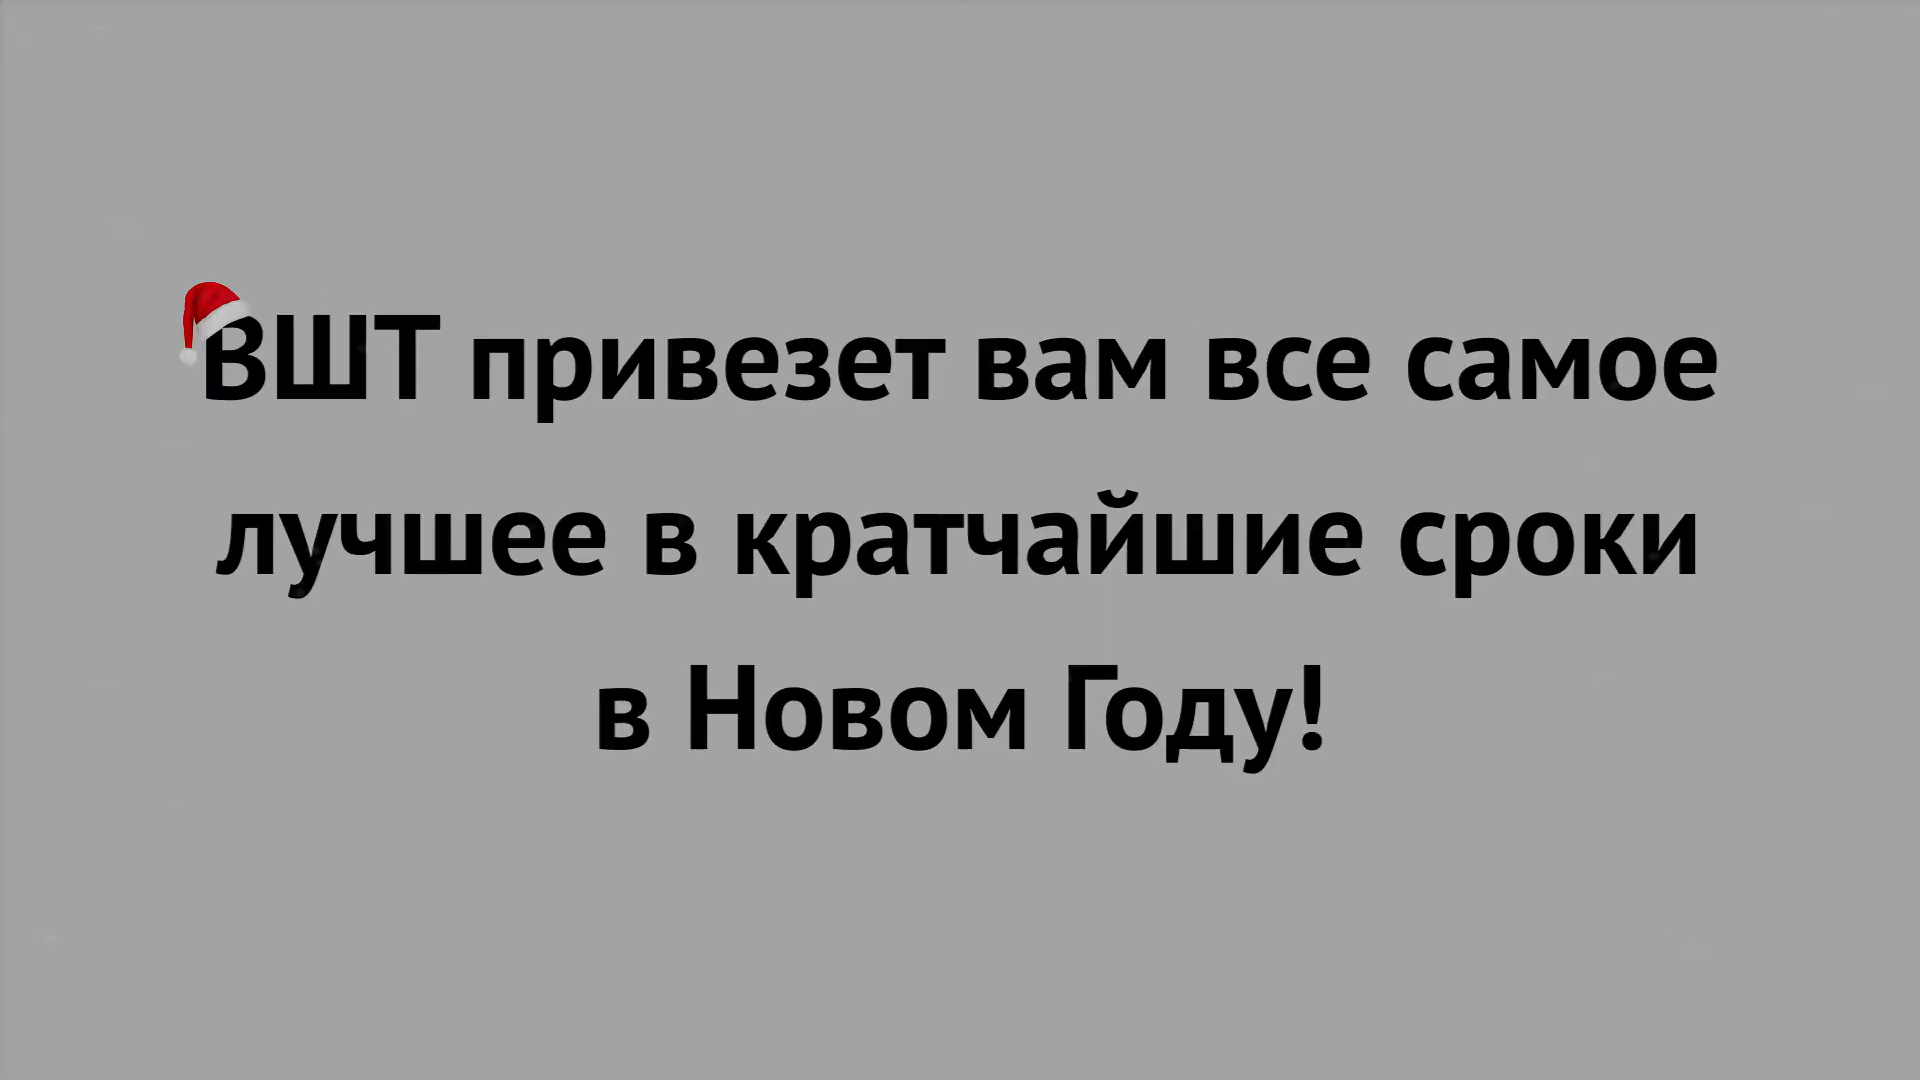 ВШТ привезет вам все самое
лучшее в кратчайшие сроки
в Новом Году!